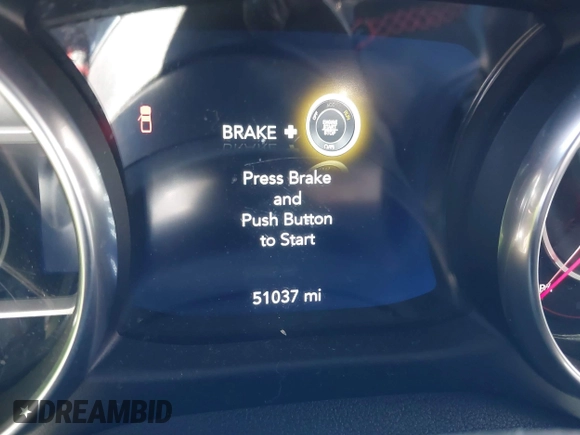 BRAKE +
Press Brake
and
Push Button
to Start
51037 mi
DREAMBID